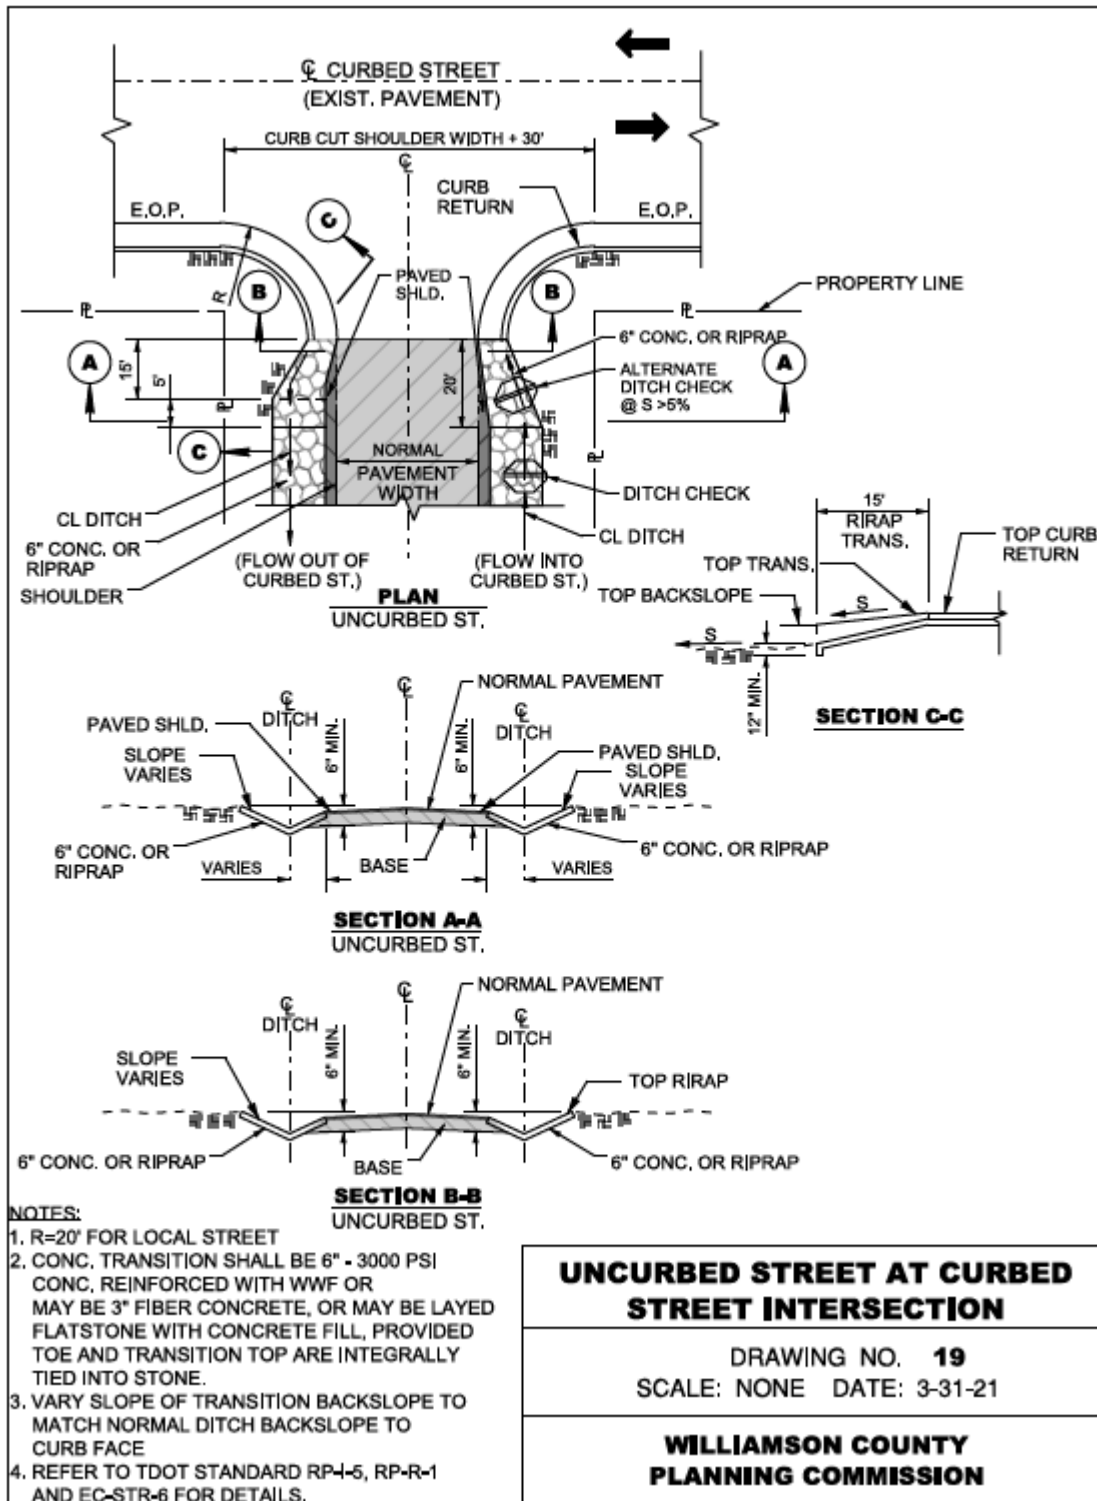 ℄ CURBED STREET
(EXIST. PAVEMENT)
CURB CUT SHOULDER WIDTH + 30'
℄
CURB
RETURN
E.O.P.
E.O.P.
C
R
B
PAVED
SHLD.
B
PROPERTY LINE
PL
PL
6" CONC. OR RIPRAP
A
15'
5'
20'
ALTERNATE
DITCH CHECK
@ S >5%
A
PL
PL
C
NORMAL
PAVEMENT
WIDTH
DITCH CHECK
CL DITCH
CL DITCH
6" CONC. OR
RIPRAP
SHOULDER
(FLOW OUT OF
CURBED ST.)
(FLOW INTO
CURBED ST.)
PLAN
UNCURBED ST.
15'
RIRAP
TRANS.
TOP CURB
RETURN
TOP TRANS.
TOP BACKSLOPE
S
S
12" MIN.
SECTION C-C
℄
DITCH
℄
NORMAL PAVEMENT
℄
DITCH
PAVED SHLD.
SLOPE
VARIES
6" MIN.
6" MIN.
PAVED SHLD.
SLOPE
VARIES
6" CONC. OR
RIPRAP
6" CONC. OR RIPRAP
VARIES
BASE
VARIES
SECTION A-A
UNCURBED ST.
℄
DITCH
℄
NORMAL PAVEMENT
℄
DITCH
6" MIN.
6" MIN.
SLOPE
VARIES
TOP RIRAP
6" CONC. OR RIPRAP
BASE
6" CONC. OR RIPRAP
SECTION B-B
UNCURBED ST.
NOTES:
1. R=20' FOR LOCAL STREET
2. CONC. TRANSITION SHALL BE 6" - 3000 PSI
CONC. REINFORCED WITH WWF OR
MAY BE 3" FIBER CONCRETE, OR MAY BE LAYED
FLATSTONE WITH CONCRETE FILL, PROVIDED
TOE AND TRANSITION TOP ARE INTEGRALLY
TIED INTO STONE.
3. VARY SLOPE OF TRANSITION BACKSLOPE TO
MATCH NORMAL DITCH BACKSLOPE TO
CURB FACE
4. REFER TO TDOT STANDARD RP-I-5, RP-R-1
AND EC-STR-6 FOR DETAILS.
UNCURBED STREET AT CURBED
STREET INTERSECTION
DRAWING NO. 19
SCALE: NONE DATE: 3-31-21
WILLIAMSON COUNTY
PLANNING COMMISSION